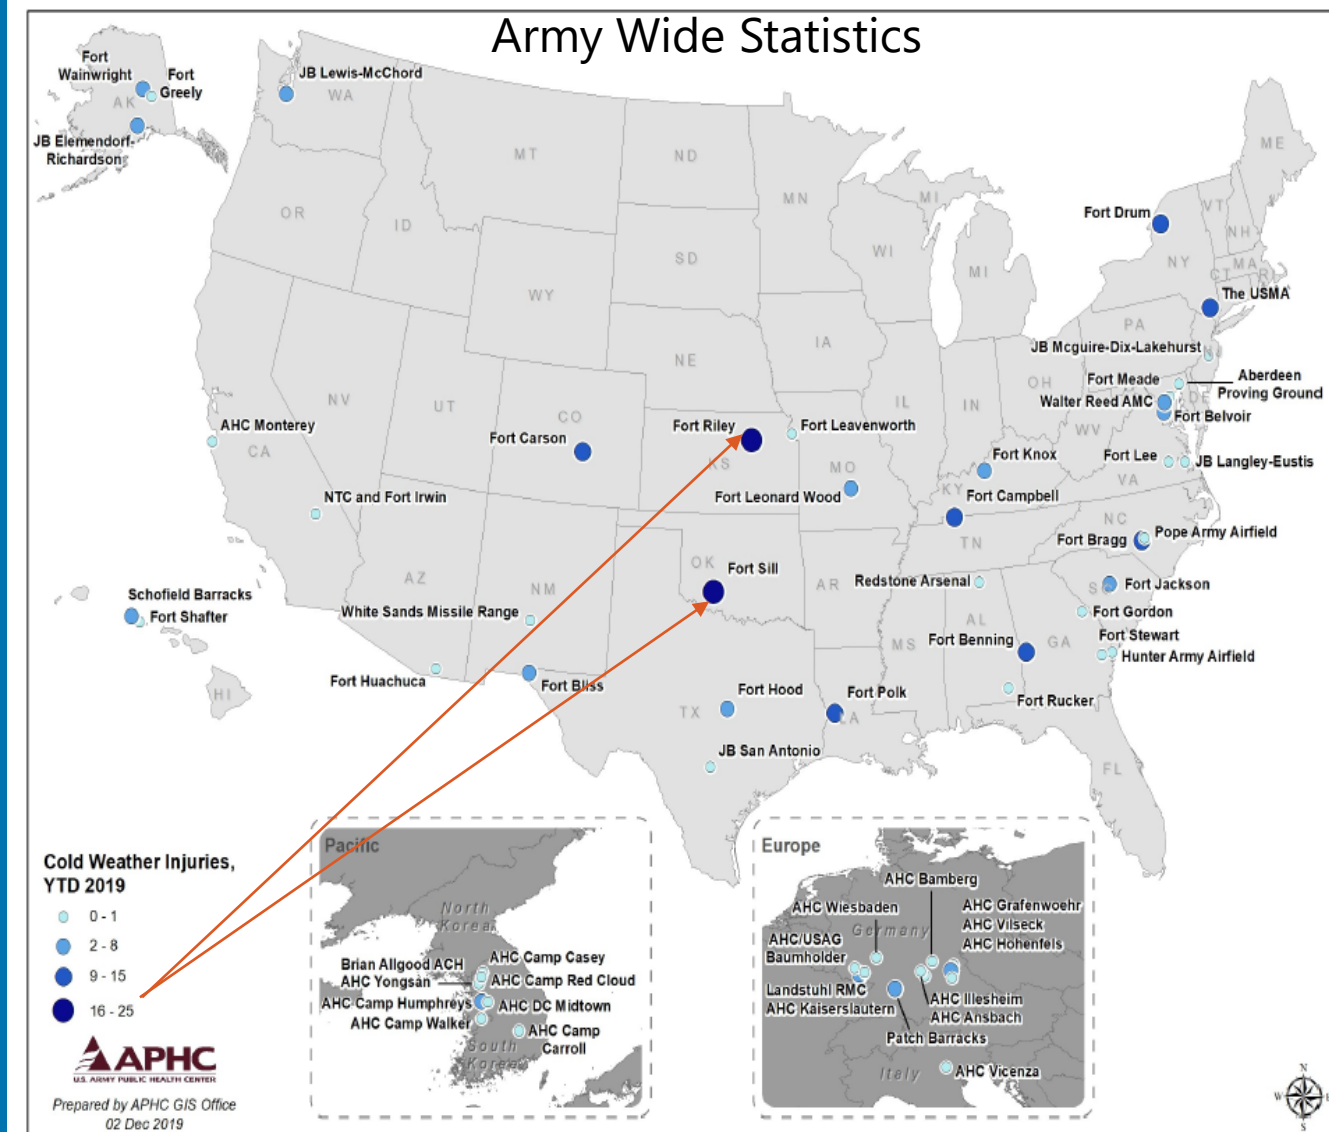 Army Wide Statistics
Fort
Wainwright
Fort
Greely
AK
JB Elemendorf-
Richardson
JB Lewis-McChord
WA
MT
ND
MN
ME
OR
ID
SD
WI
MI
MI
VT
NH
Fort Drum
NY
MA
CT
RI
WY
The USMA
IA
PA
NE
JB Mcguire-Dix-Lakehurst
NJ
OH
Fort Meade
Aberdeen
Proving Ground
NV
UT
CO
IL
IN
Walter Reed AMC
DE
Fort Belvoir
AHC Monterey
CA
Fort Carson
Fort Riley
KS
Fort Leavenworth
MO
WV
Fort Knox
Fort Lee
JB Langley-Eustis
VA
NTC and Fort Irwin
Fort Leonard Wood
KY
Fort Campbell
NC
TN
Fort Bragg
Pope Army Airfield
AZ
NM
OK
Fort Sill
AR
Redstone Arsenal
SC
Fort Jackson
Schofield Barracks
Fort Shafter
White Sands Missile Range
AL
Fort Gordon
MS
Fort Benning
GA
Fort Stewart
Hunter Army Airfield
HI
Fort Huachuca
Fort Bliss
TX
Fort Hood
Fort Polk
LA
Fort Rucker
JB San Antonio
FL
Cold Weather Injuries,
YTD 2019
0 - 1
2 - 8
9 - 15
16 - 25
APHC
U.S. ARMY PUBLIC HEALTH CENTER
Prepared by APHC GIS Office
02 Dec 2019
Pacific
North
Korea
Brian Allgood ACH
AHC Yongsan
AHC Camp Humphreys
AHC Camp Walker
AHC Camp Casey
AHC Camp Red Cloud
AHC DC Midtown
AHC Camp
Carroll
South
Korea
Europe
AHC Bamberg
AHC Wiesbaden
Germany
AHC Grafenwoehr
AHC Vilseck
AHC Hohenfels
AHC/USAG
Baumholder
Landstuhl RMC
AHC Kaiserslautern
AHC Illesheim
AHC Ansbach
Patch Barracks
Italy
AHC Vicenza
N
W
E
S